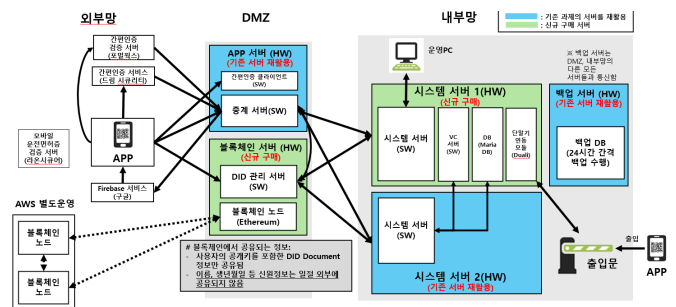 외부망
DMZ
내부망
: 기존 과제의 서버를 재활용
: 신규 구매 서버
간편인증
검증 서버
(포멀웍스)
간편인증 서비스
(드림 시큐리티)
모바일
운전면허증
검증 서버
(라온시큐어)
APP
Firebase 서비스
(구글)
AWS 별도운영
블록체인
노드
블록체인
노드
APP 서버 (HW)
(기존 서버 재활용)
간편인증 클라이언트
(SW)
중계 서버(SW)
블록체인 서버 (HW)
(신규 구매)
DID 관리 서버
(SW)
블록체인 노드
(Ethereum)
# 블록체인에서 공유되는 정보:
- 사용자의 공개키를 포함한 DID Document
정보만 공유됨
- 이름, 생년월일 등 신원정보는 일절 외부에
공유되지 않음
운영PC
시스템 서버 1(HW)
(신규 구매)
시스템 서버
(SW)
VC
서버
(SW)
DB
(Maria
DB)
단말기
연동
모듈
(Duali)
시스템 서버
(SW)
시스템 서버 2(HW)
(기존 서버 재활용)
※ 백업 서버는
DMZ, 내부망의
다른 모든
서버들과 통신함
백업 서버 (HW)
(기존 서버 재활용)
백업 DB
(24시간 간격
백업 수행)
출입문
출입
APP